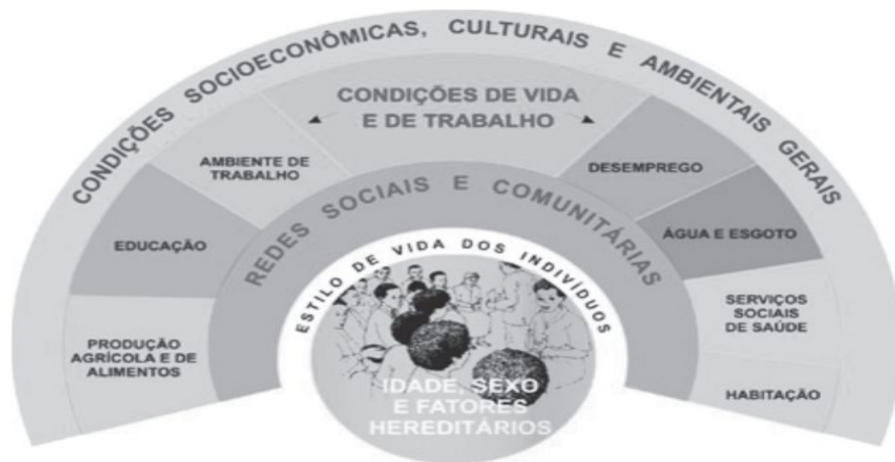 CONDIÇÕES SOCIOECONÔMICAS, CULTURAIS E AMBIENTAIS GERAIS
CONDIÇÕES DE VIDA
E DE TRABALHO
AMBIENTE DE
TRABALHO
DESEMPREGO
EDUCAÇÃO
ÁGUA E ESGOTO
PRODUÇÃO
AGRÍCOLA E DE
ALIMENTOS
SERVIÇOS
SOCIAIS
DE SAÚDE
HABITAÇÃO
REDES SOCIAIS E COMUNITÁRIAS
ESTILO DE VIDA DOS INDIVÍDUOS
IDADE, SEXO
E FATORES
HEREDITÁRIOS